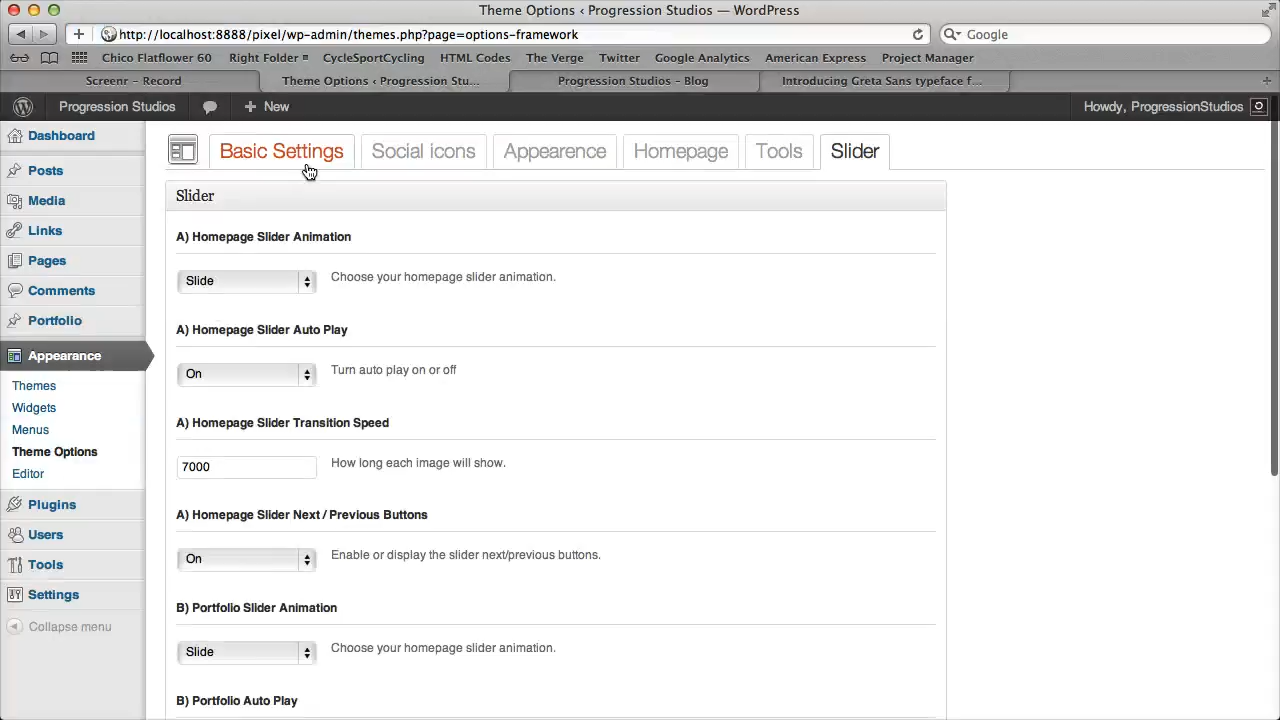 Theme Options ‹ Progression Studios — WordPress
http://localhost:8888/pixel/wp-admin/themes.php?page=options-framework
Google
Chico Flatflower 60 Right Folder CycleSportCycling HTML Codes The Verge Twitter Google Analytics American Express Project Manager
Screenr – Record Theme Options ‹ Progression Stu... Progression Studios – Blog Introducing Greta Sans typeface f...
Progression Studios + New Howdy, ProgressionStudios
Dashboard
Posts
Media
Links
Pages
Comments
Portfolio
Appearance
Themes
Widgets
Menus
Theme Options
Editor
Plugins
Users
Tools
Settings
Collapse menu
Basic Settings Social icons Appearence Homepage Tools Slider
Slider
A) Homepage Slider Animation
Slide Choose your homepage slider animation.
A) Homepage Slider Auto Play
On Turn auto play on or off
A) Homepage Slider Transition Speed
7000 How long each image will show.
A) Homepage Slider Next / Previous Buttons
On Enable or display the slider next/previous buttons.
B) Portfolio Slider Animation
Slide Choose your homepage slider animation.
B) Portfolio Auto Play